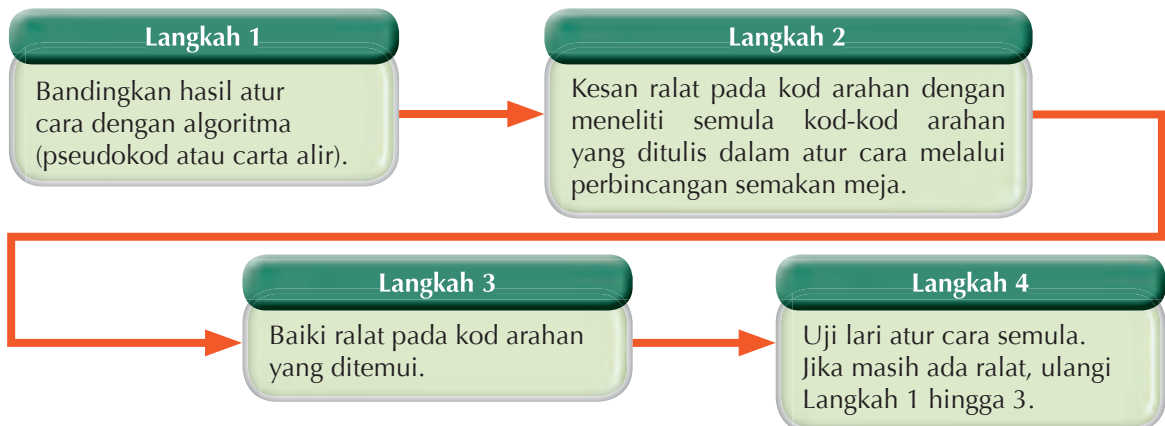 Langkah 1
Bandingkan hasil atur
cara dengan algoritma
(pseudokod atau carta alir).
Langkah 2
Kesan ralat pada kod arahan dengan
meneliti semula kod-kod arahan
yang ditulis dalam atur cara melalui
perbincangan semakan meja.
Langkah 3
Baiki ralat pada kod arahan
yang ditemui.
Langkah 4
Uji lari atur cara semula.
Jika masih ada ralat, ulangi
Langkah 1 hingga 3.